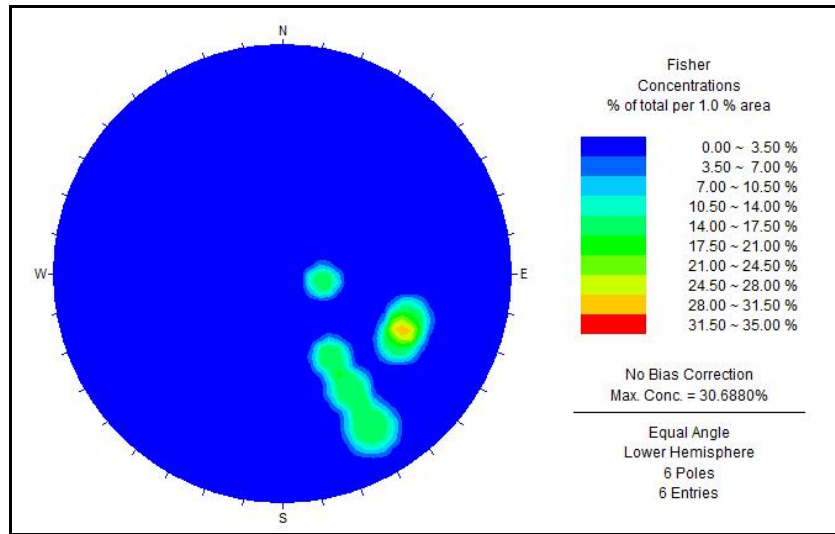 N
W
E
S
Fisher
Concentrations
% of total per 1.0 % area
0.00 ~ 3.50 %
3.50 ~ 7.00 %
7.00 ~ 10.50 %
10.50 ~ 14.00 %
14.00 ~ 17.50 %
17.50 ~ 21.00 %
21.00 ~ 24.50 %
24.50 ~ 28.00 %
28.00 ~ 31.50 %
31.50 ~ 35.00 %
No Bias Correction
Max. Conc. = 30.6880%
Equal Angle
Lower Hemisphere
6 Poles
6 Entries